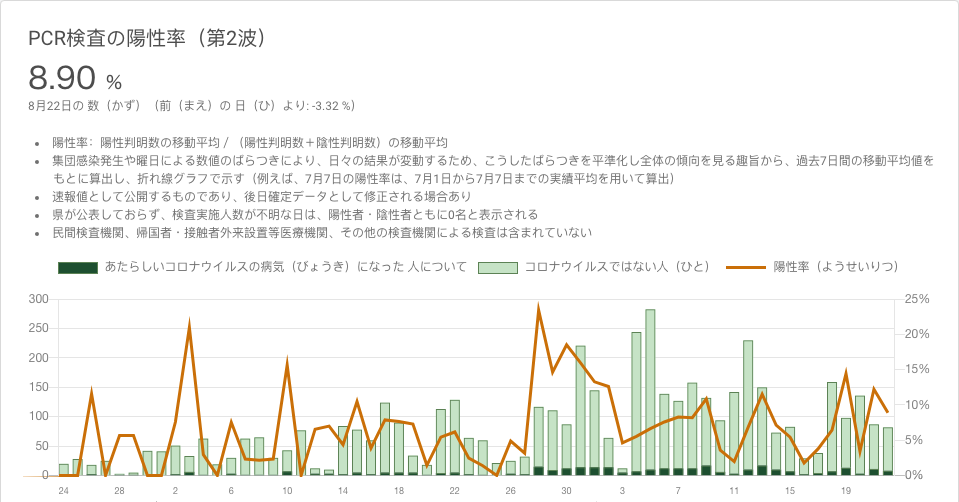 PCR検査の陽性率（第2波）
8.90 %
8月22日の 数（かず）（前（まえ）の 日（ひ）より: -3.32 %）
• 陽性率：陽性判明数の移動平均 / （陽性判明数＋陰性判明数）の移動平均
• 集団感染発生や曜日による数値のばらつきにより、日々の結果が変動するため、こうしたばらつきを平準化し全体の傾向を見る趣旨から、過去7日間の移動平均値を
もとに算出し、折れ線グラフで示す（例えば、7月7日の陽性率は、7月1日から7月7日までの実績平均を用いて算出）
• 速報値として公開するものであり、後日確定データとして修正される場合あり
• 県が公表しておらず、検査実施人数が不明な日は、陽性者・陰性者ともに0名と表示される
• 民間検査機関、帰国者・接触者外来設置等医療機関、その他の検査機関による検査は含まれていない
あたらしいコロナウイルスの病気（びょうき）になった 人について コロナウイルスではない人（ひと） 陽性率（ようせいりつ）
300 25%
250 20%
200
150 15%
100 10%
50 5%
0 0%
24 28 2 6 10 14 18 22 26 30 3 7 11 15 19